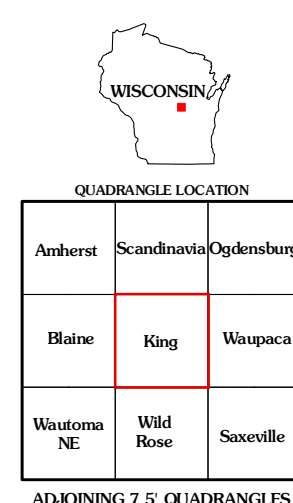 WISCONSIN
QUADRANGLE LOCATION
Amherst Scandinavia Ogdensburg
Blaine King Waupaca
Wautoma NE Wild Rose Saxeville
ADJOINING 7.5' QUADRANGLES